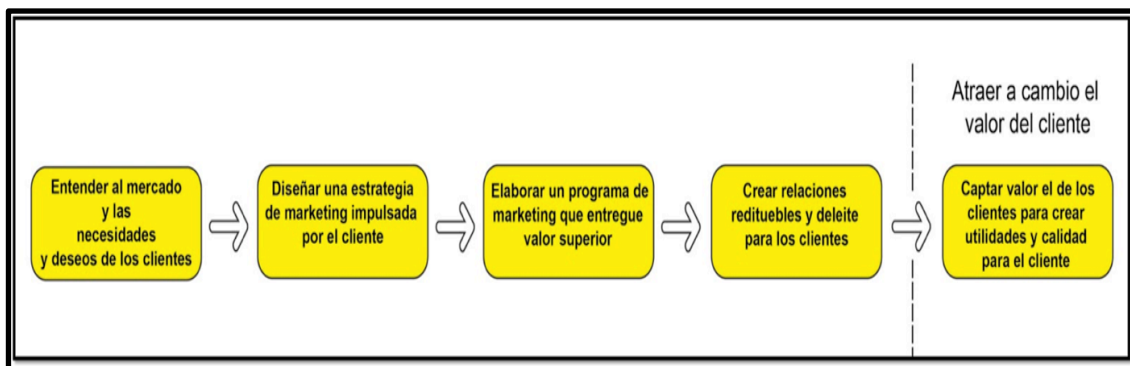 Atraer a cambio el
valor del cliente
Entender al mercado
y las
necesidades
y deseos de los clientes
Diseñar una estrategia
de marketing impulsada
por el cliente
Elaborar un programa de
marketing que entregue
valor superior
Crear relaciones
redituebles y deleite
para los clientes
Captar valor el de los
clientes para crear
utilidades y calidad
para el cliente